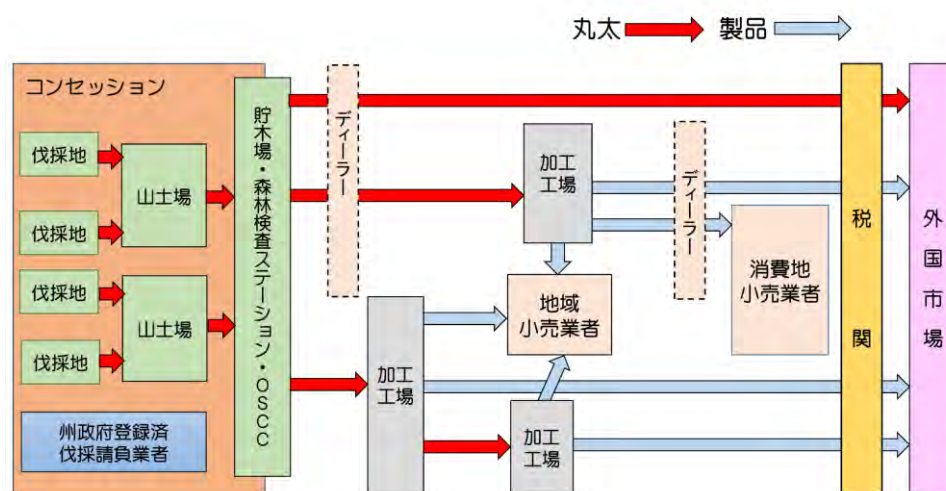 丸太
製品
コンセッション
伐採地
伐採地
伐採地
伐採地
山土場
山土場
州政府登録済
伐採請負業者
貯木場・森林検査ステーション・OSCC
ディーラー
加工
工場
加工
工場
加工
工場
地域
小売業者
ディーラー
消費地
小売業者
税関
外国市場